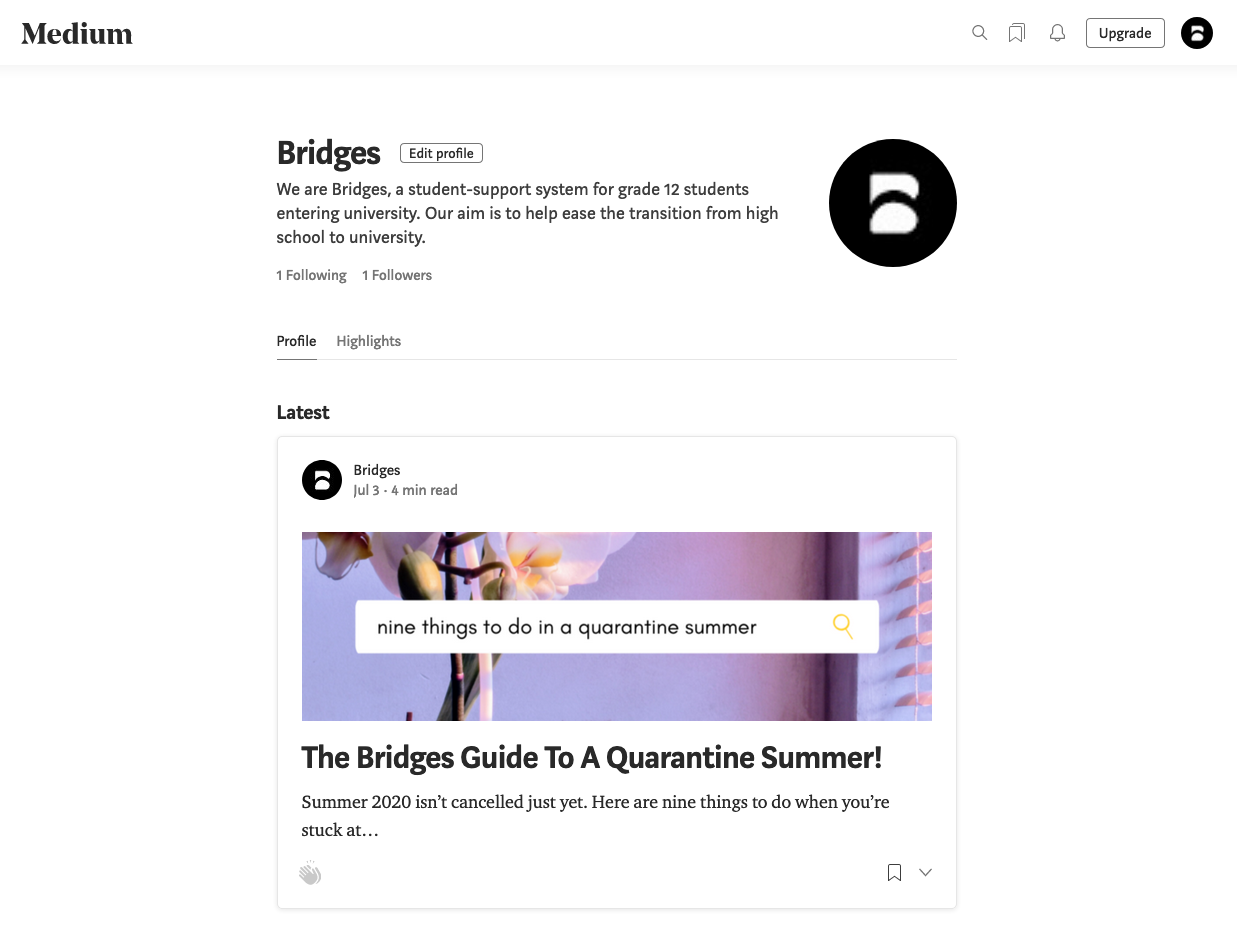 Medium
Upgrade
Bridges
Edit profile
We are Bridges, a student-support system for grade 12 students
entering university. Our aim is to help ease the transition from high
school to university.
1 Following 1 Followers
Profile Highlights
Latest
Bridges
Jul 3 · 4 min read
nine things to do in a quarantine summer
The Bridges Guide To A Quarantine Summer!
Summer 2020 isn’t cancelled just yet. Here are nine things to do when you’re
stuck at…